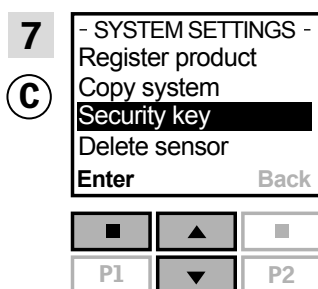 7
- SYSTEM SETTINGS -
Register product
C
Copy system
Security key
Delete sensor
Enter Back
P1 P2